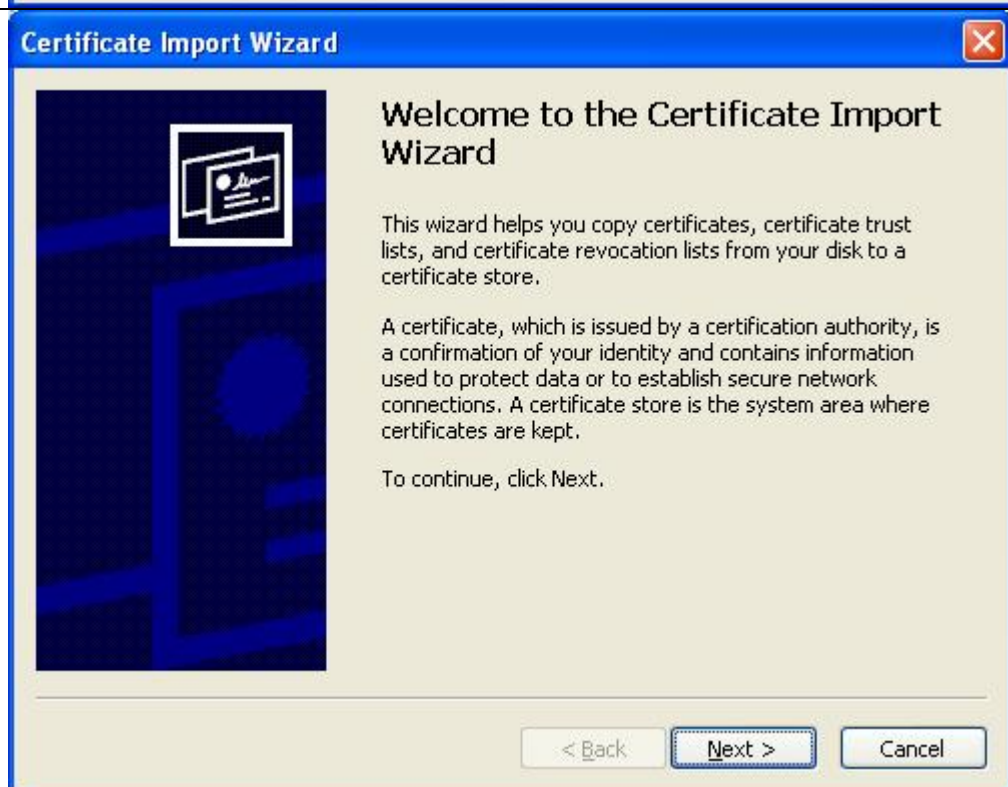 Certificate Import Wizard
Welcome to the Certificate Import
Wizard
This wizard helps you copy certificates, certificate trust
lists, and certificate revocation lists from your disk to a
certificate store.
A certificate, which is issued by a certification authority, is
a confirmation of your identity and contains information
used to protect data or to establish secure network
connections. A certificate store is the system area where
certificates are kept.
To continue, click Next.
< Back Next > Cancel